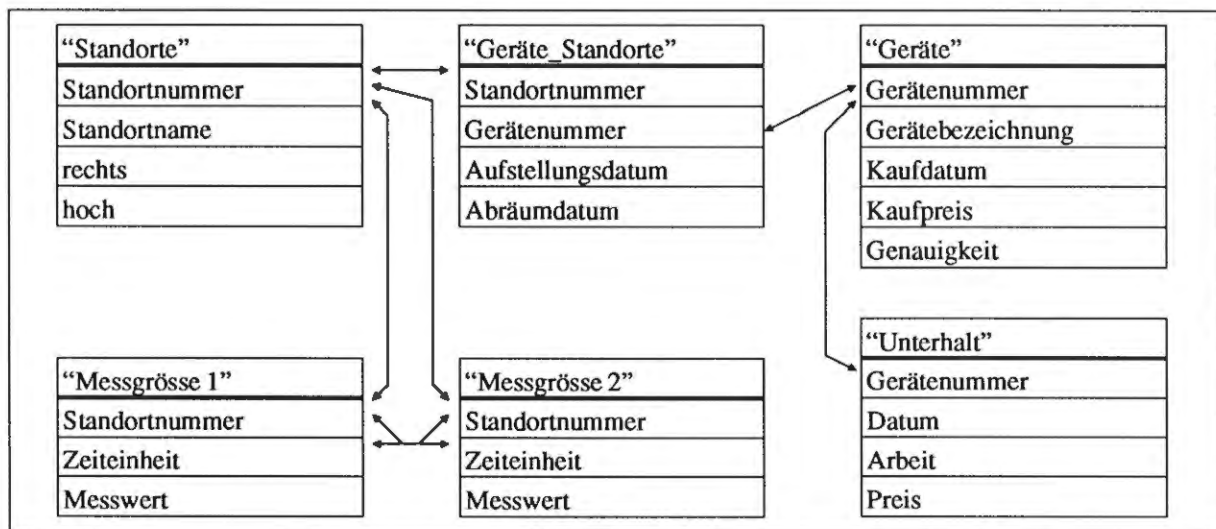 “Standorte”
Standortnummer
Standortname
rechts
hoch
“Geräte_Standorte”
Standortnummer
Gerätenummer
Aufstellungsdatum
Abräumdatum
“Geräte”
Gerätenummer
Gerätebezeichnung
Kaufdatum
Kaufpreis
Genauigkeit
“Messgrösse 1”
Standortnummer
Zeiteinheit
Messwert
“Messgrösse 2”
Standortnummer
Zeiteinheit
Messwert
“Unterhalt”
Gerätenummer
Datum
Arbeit
Preis